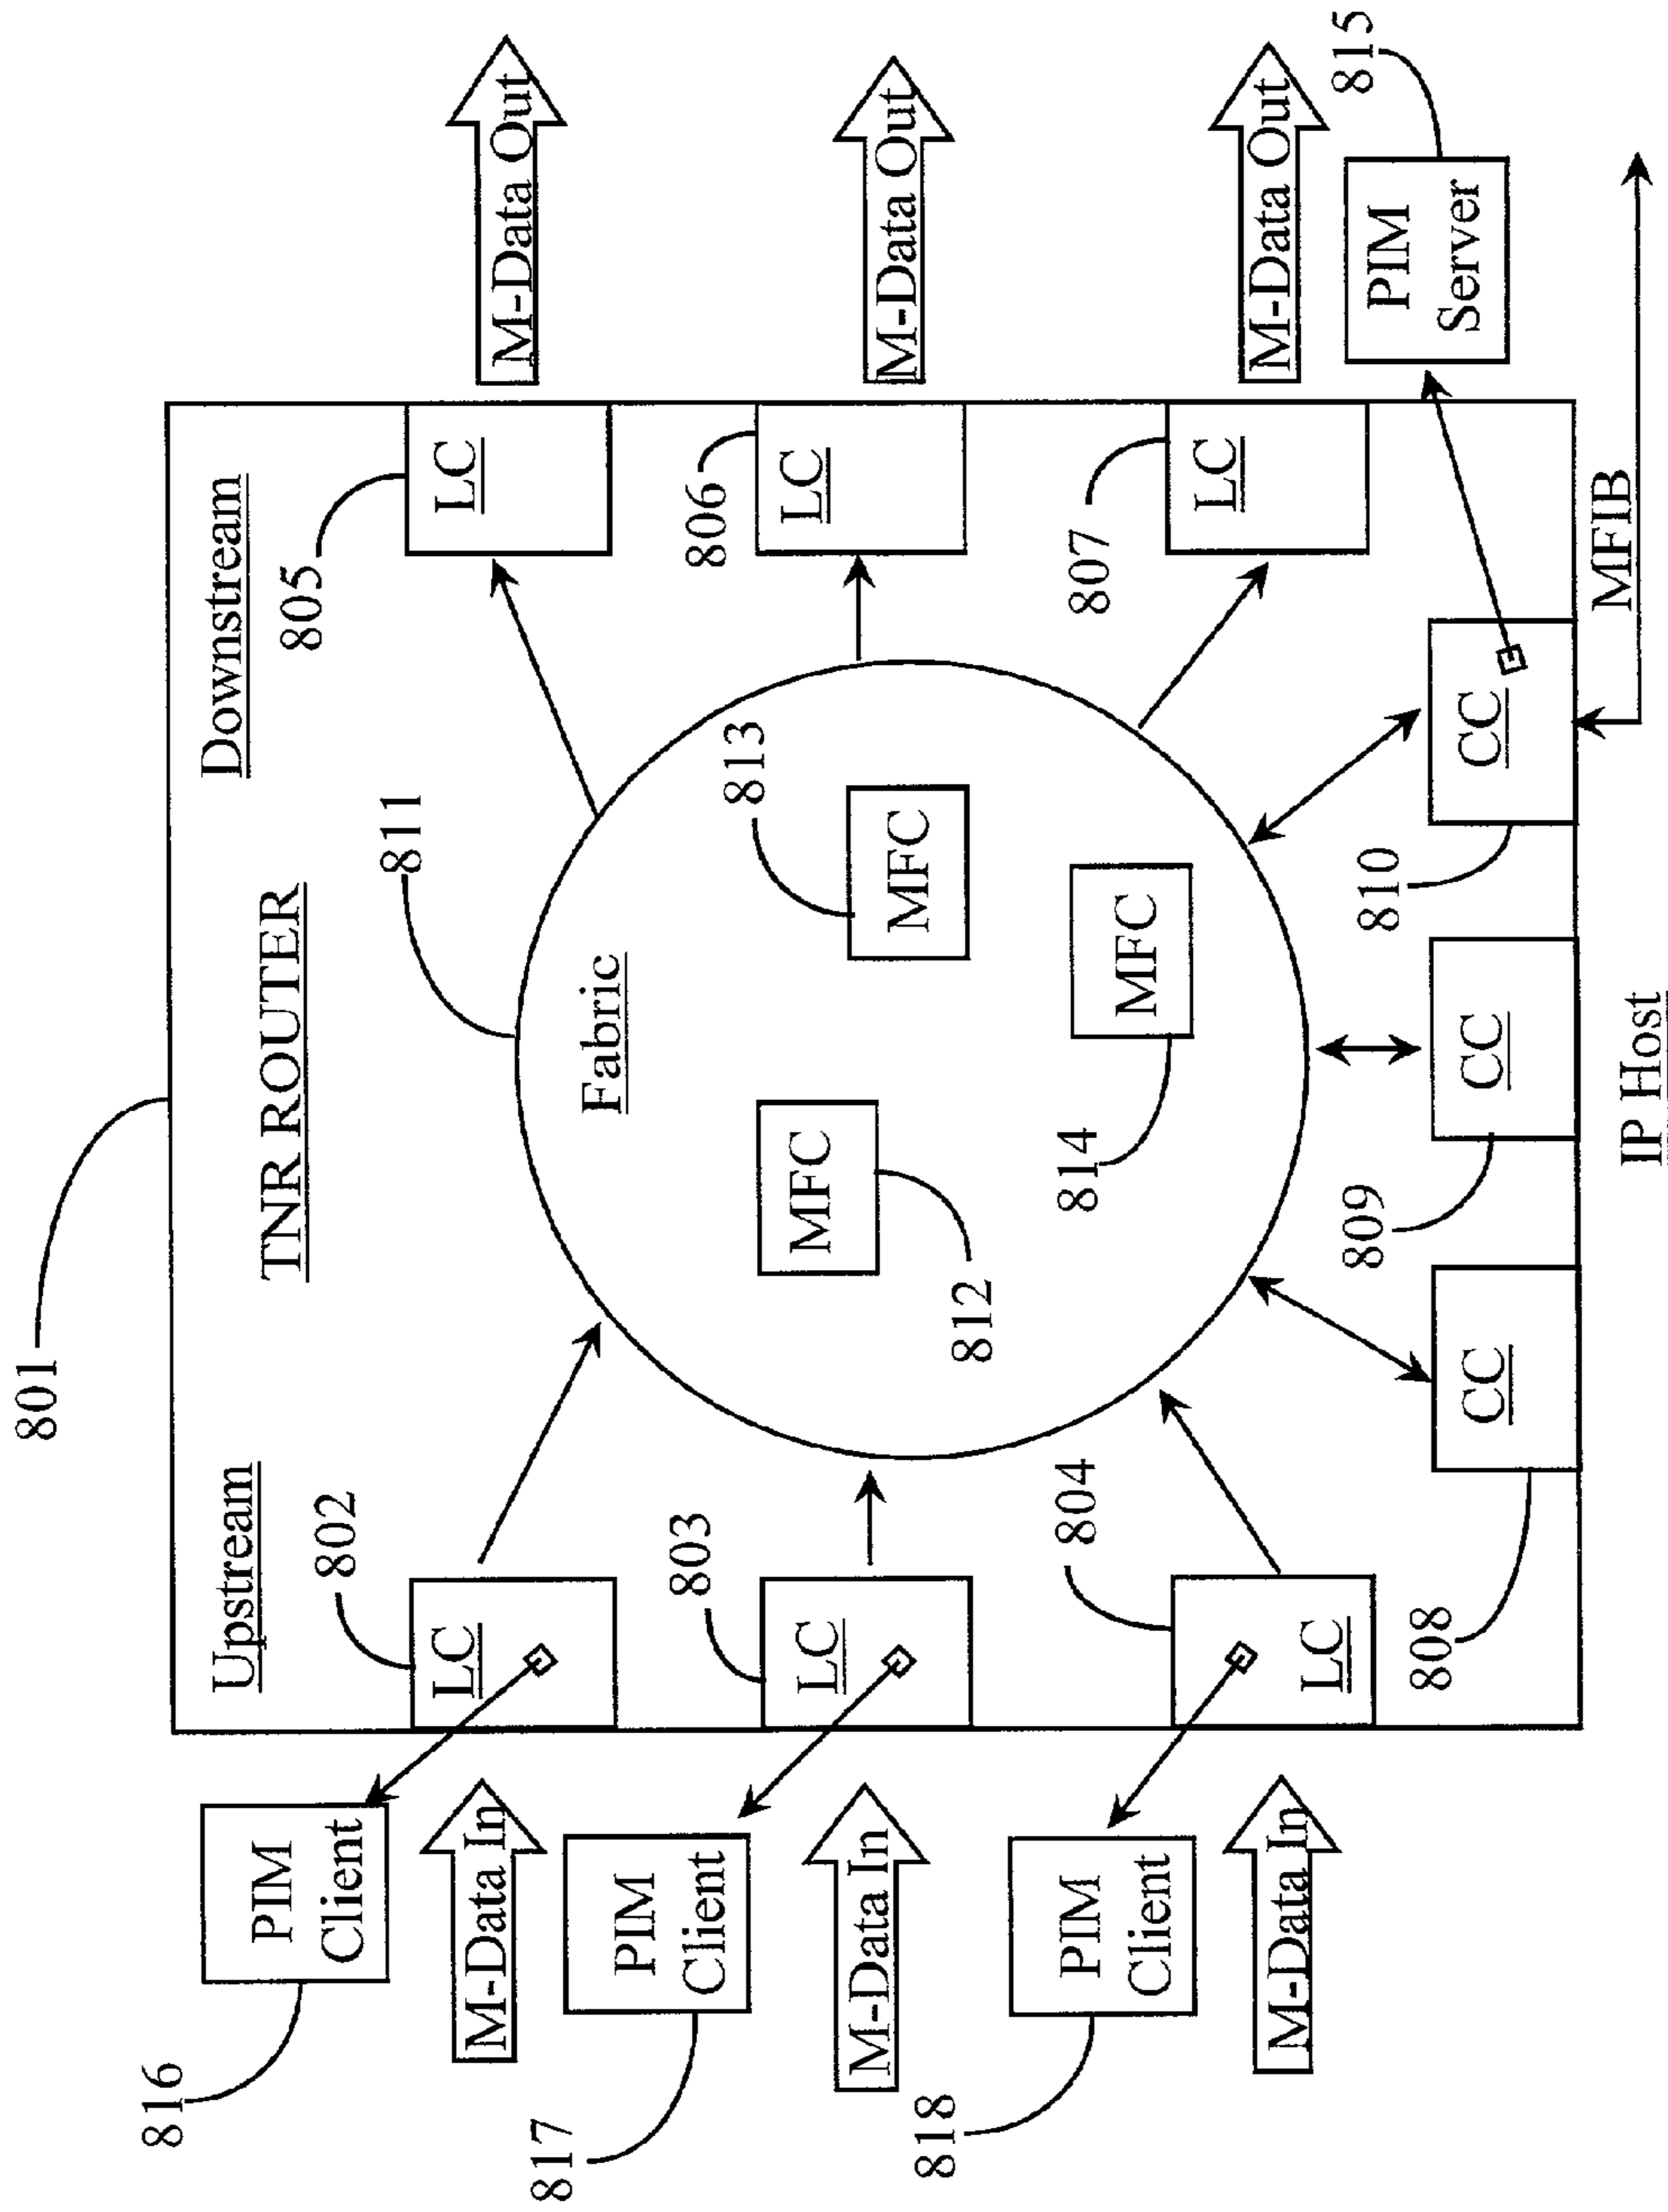 801
TNR ROUTER
Upstream
Downstream
816
PIM
Client
802
LC
811
805
LC
M-Data In
M-Data Out
Fabric
817
PIM
Client
803
LC
812
MFC
813
MFC
806
LC
M-Data In
M-Data Out
818
PIM
Client
804
LC
814
MFC
807
LC
M-Data In
M-Data Out
808
CC
809
CC
810
CC
PIM
Server
815
MFIB
IP Host